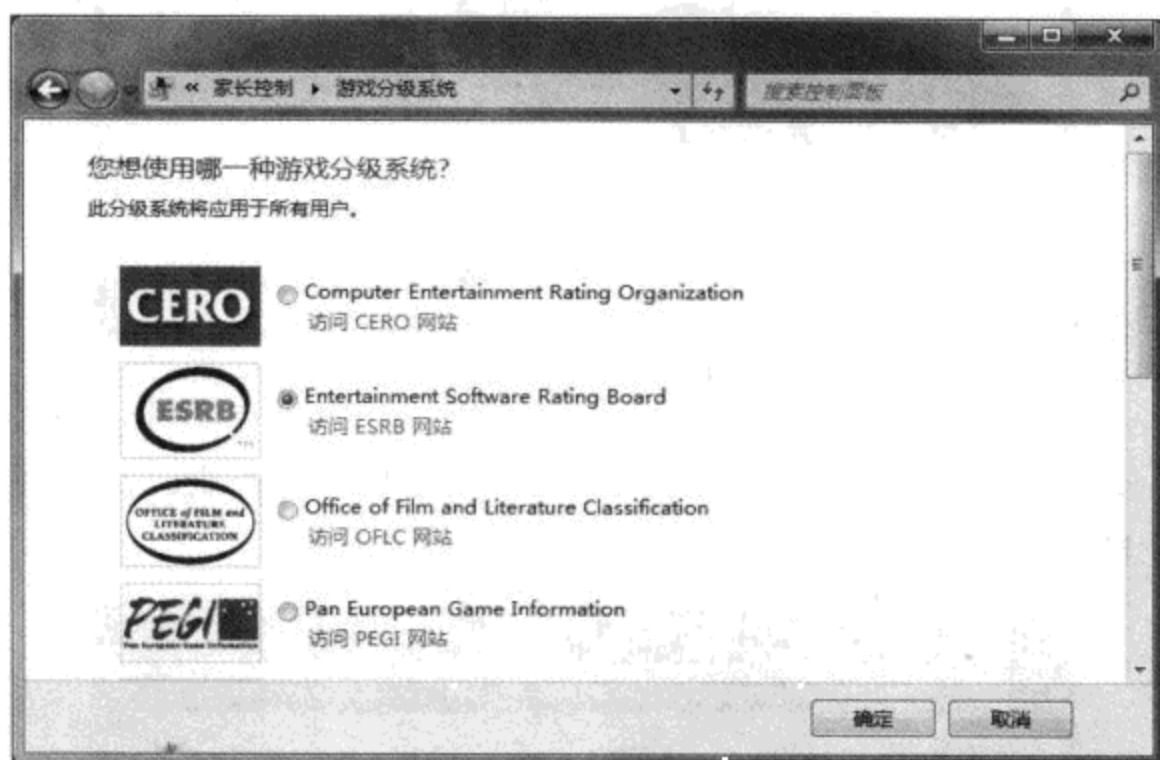 « 家长控制 ▸ 游戏分级系统
搜索控制面板
您想使用哪一种游戏分级系统?
此分级系统将应用于所有用户。
CERO
Computer Entertainment Rating Organization
访问 CERO 网站
ESRB
Entertainment Software Rating Board
访问 ESRB 网站
OFFICE of FILM and
LITERATURE
CLASSIFICATION
Office of Film and Literature Classification
访问 OFLC 网站
PEGI
Pan European Game Information
Pan European Game Information
访问 PEGI 网站
确定
取消